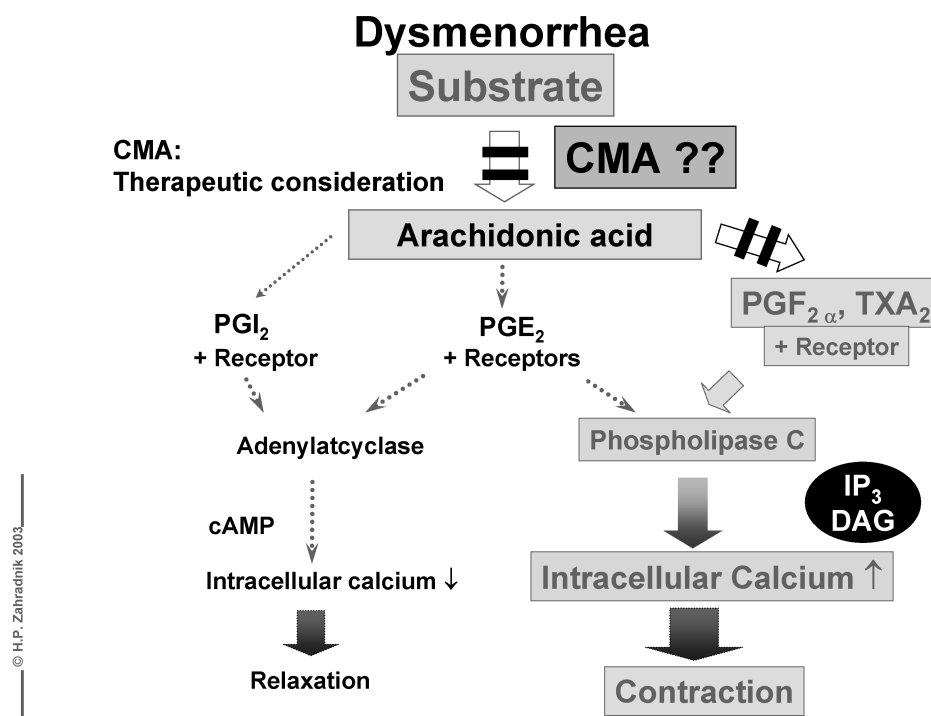 Dysmenorrhea
Substrate
CMA:
Therapeutic consideration
CMA ??
Arachidonic acid
PGI₂
+ Receptor
PGE₂
+ Receptors
PGF₂ α, TXA₂
+ Receptor
Adenylatcyclase
Phospholipase C
cAMP
IP₃
DAG
Intracellular calcium ↓
Intracellular Calcium ↑
Relaxation
Contraction
© H.P. Zahradnik 2003